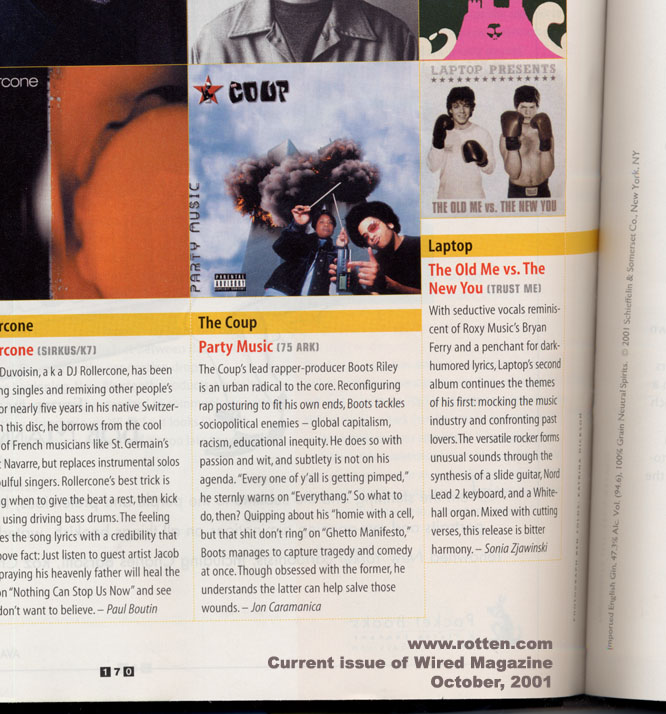 rcone
COUP
PARTY MUSIC
PARENTAL
ADVISORY
LAPTOP PRESENTS
THE OLD ME vs. THE NEW YOU
rcone
rcone (SIRKUS/K7)
Duvoisin, a k a DJ Rollercone, has been
ng singles and remixing other people's
or nearly five years in his native Switzer-
n this disc, he borrows from the cool
of French musicians like St. Germain's
Navarre, but replaces instrumental solos
oulful singers. Rollercone's best trick is
g when to give the beat a rest, then kick
using driving bass drums. The feeling
es the song lyrics with a credibility that
ove fact: Just listen to guest artist Jacob
praying his heavenly father will heal the
on "Nothing Can Stop Us Now" and see
don't want to believe. – Paul Boutin
The Coup
Party Music (75 ARK)
The Coup's lead rapper-producer Boots Riley
is an urban radical to the core. Reconfiguring
rap posturing to fit his own ends, Boots tackles
sociopolitical enemies – global capitalism,
racism, educational inequity. He does so with
passion and wit, and subtlety is not on his
agenda. "Every one of y'all is getting pimped,"
he sternly warns on "Everythang." So what to
do, then? Quipping about his "homie with a cell,
but that shit don't ring" on "Ghetto Manifesto,"
Boots manages to capture tragedy and comedy
at once. Though obsessed with the former, he
understands the latter can help salve those
wounds. – Jon Caramanica
Laptop
The Old Me vs. The
New You (TRUST ME)
With seductive vocals reminis-
cent of Roxy Music's Bryan
Ferry and a penchant for dark-
humored lyrics, Laptop's second
album continues the themes
of his first: mocking the music
industry and confronting past
lovers. The versatile rocker forms
unusual sounds through the
synthesis of a slide guitar, Nord
Lead 2 keyboard, and a White-
hall organ. Mixed with cutting
verses, this release is bitter
harmony. – Sonia Zjawinski
Imported English Gin, 47.3% Alc. Vol. (94.6), 100% Grain Neutral Spirits. © 2001 Schieffelin & Somerset Co., New York, NY
170
www.rotten.com
Current issue of Wired Magazine
October, 2001